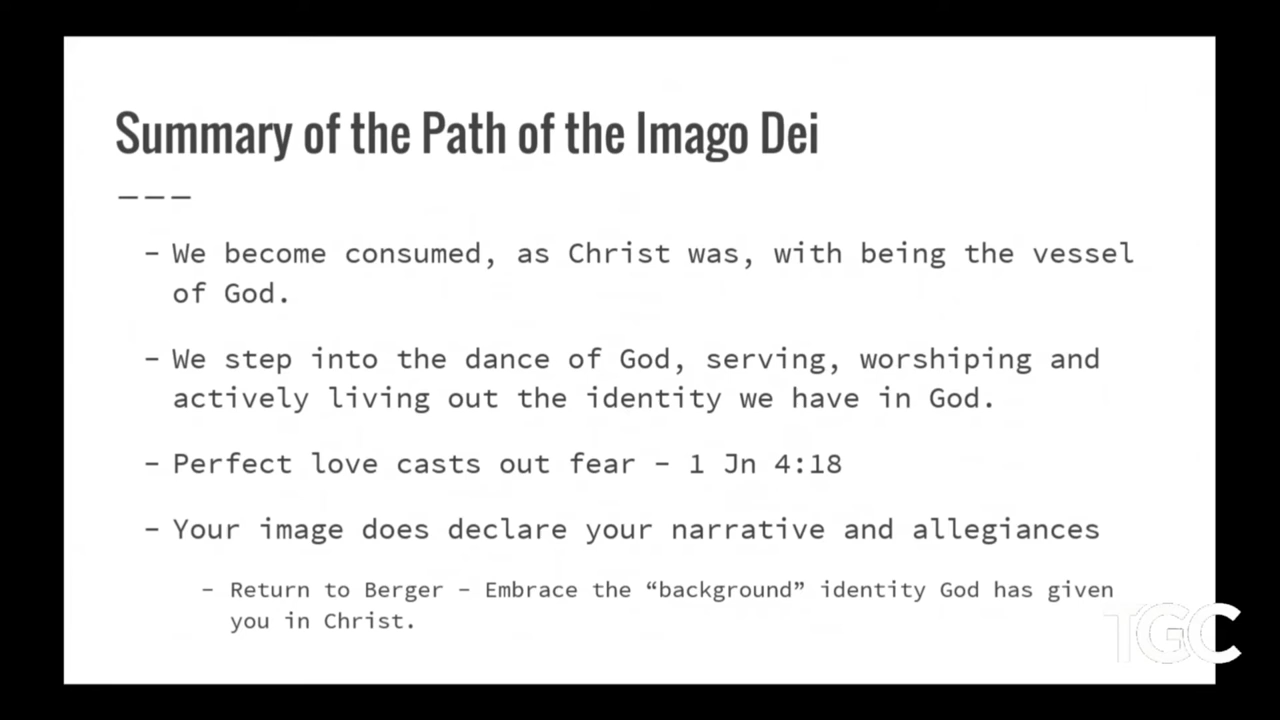 Summary of the Path of the Imago Dei
– We become consumed, as Christ was, with being the vessel
of God.
– We step into the dance of God, serving, worshiping and
actively living out the identity we have in God.
– Perfect love casts out fear – 1 Jn 4:18
– Your image does declare your narrative and allegiances
– Return to Berger – Embrace the “background” identity God has given
you in Christ.
TGC